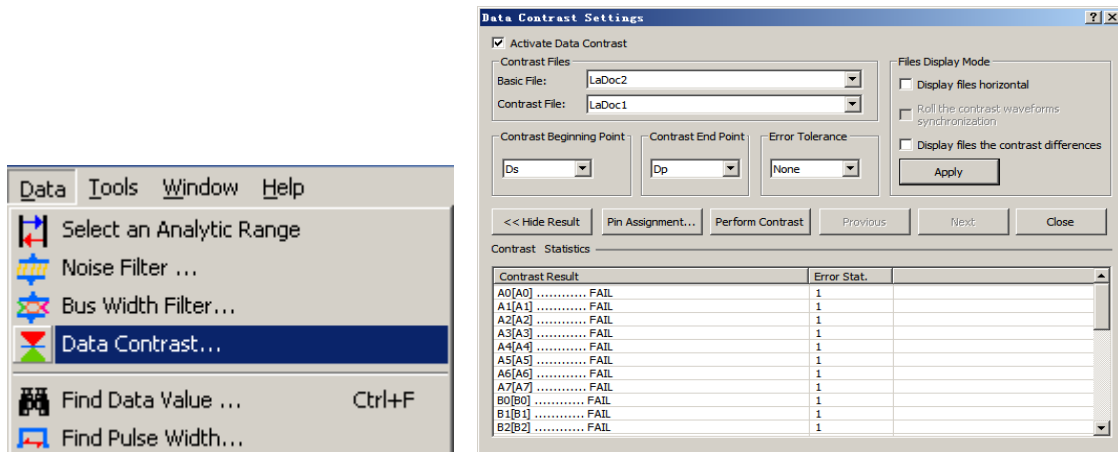 Data Tools Window Help
Select an Analytic Range
Noise Filter ...
Bus Width Filter...
Data Contrast...
Find Data Value ... Ctrl+F
Find Pulse Width...
Data Contrast Settings
Activate Data Contrast
Contrast Files
Basic File: LaDoc2
Contrast File: LaDoc1
Files Display Mode
Display files horizontal
Roll the contrast waveforms
synchronization
Display files the contrast differences
Apply
Contrast Beginning Point Contrast End Point Error Tolerance
Ds Dp None
<< Hide Result Pin Assignment... Perform Contrast Provious Next Close
Contrast Statistics
Contrast Result Error Stat.
A0[A0] ............ FAIL 1
A1[A1] ............ FAIL 1
A2[A2] ............ FAIL 1
A3[A3] ............ FAIL 1
A4[A4] ............ FAIL 1
A5[A5] ............ FAIL 1
A6[A6] ............ FAIL 1
A7[A7] ............ FAIL 1
B0[B0] ............ FAIL 1
B1[B1] ............ FAIL 1
B2[B2] ............ FAIL 1